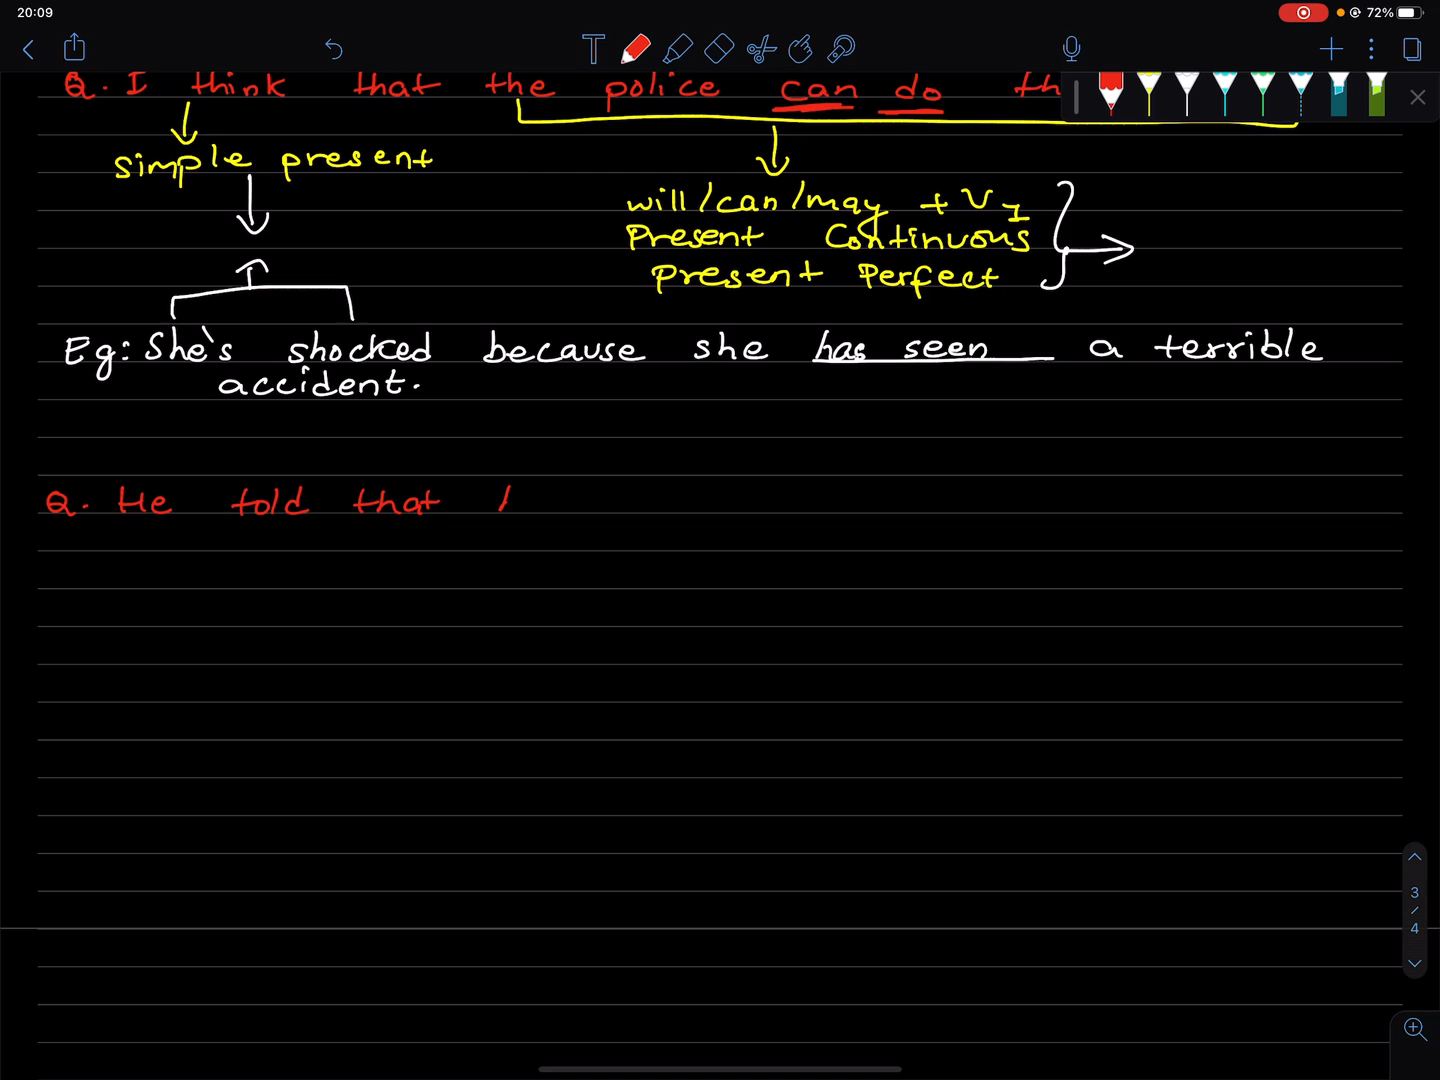 20:09
72%
Q. I think that the police can do th
simple present
will/can/may + V1
Present Continuous
Present Perfect
Eg: She's shocked because she has seen a terrible
accident.
Q. He told that
3
/
4